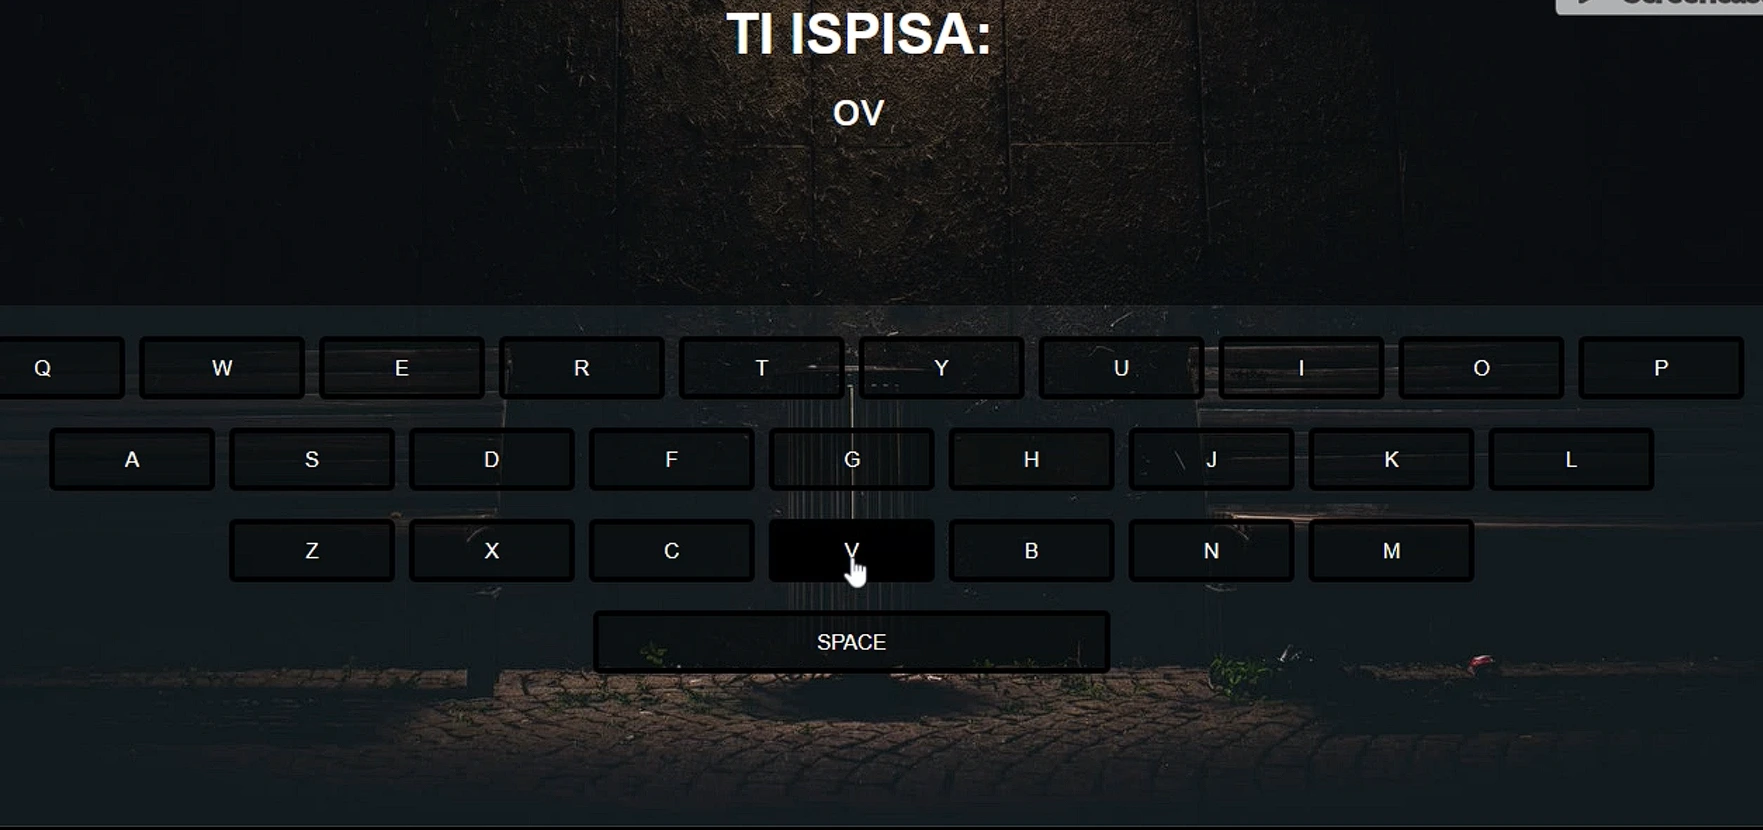 TI ISPISA:
OV
Q W E R T Y U I O P
A S D F G H J K L
Z X C V B N M
SPACE